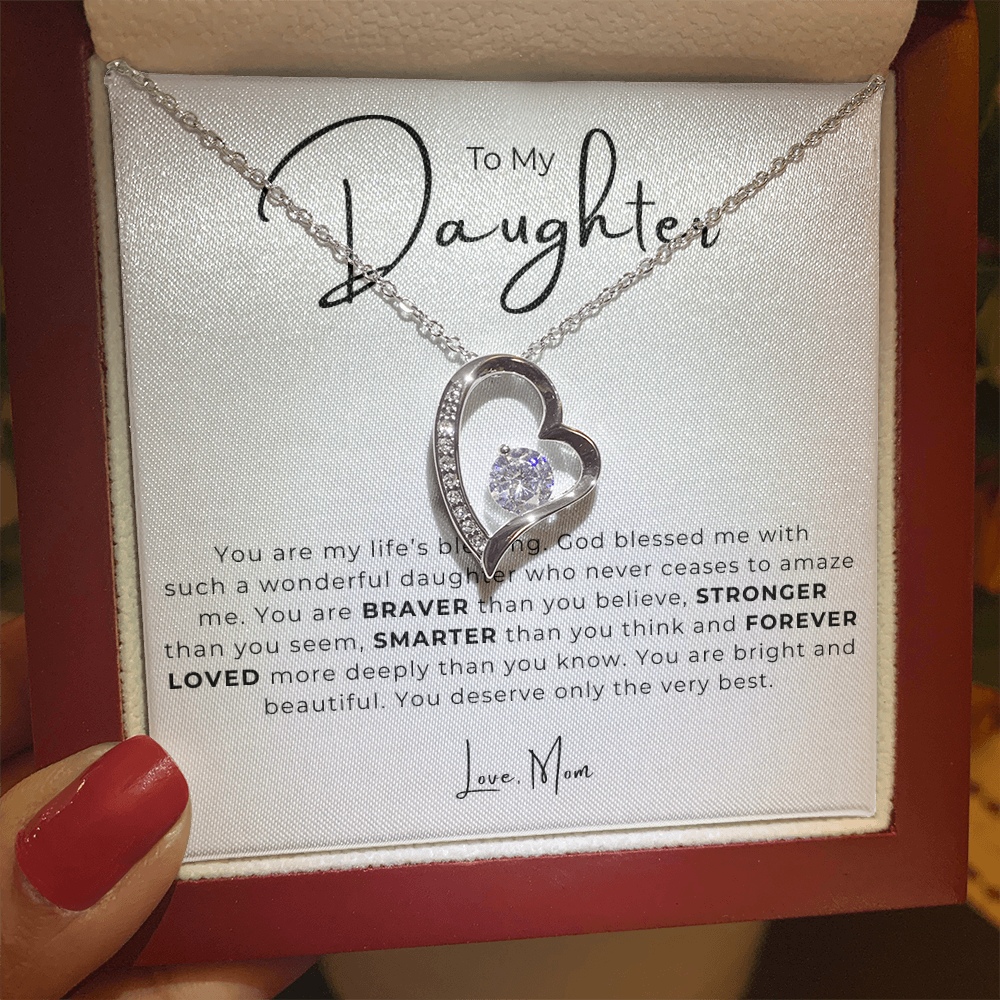 To My
Daughter
You are my life's blessing. God blessed me with
such a wonderful daughter who never ceases to amaze
me. You are BRAVER than you believe, STRONGER
than you seem, SMARTER than you think and FOREVER
LOVED more deeply than you know. You are bright and
beautiful. You deserve only the very best.
Love, Mom